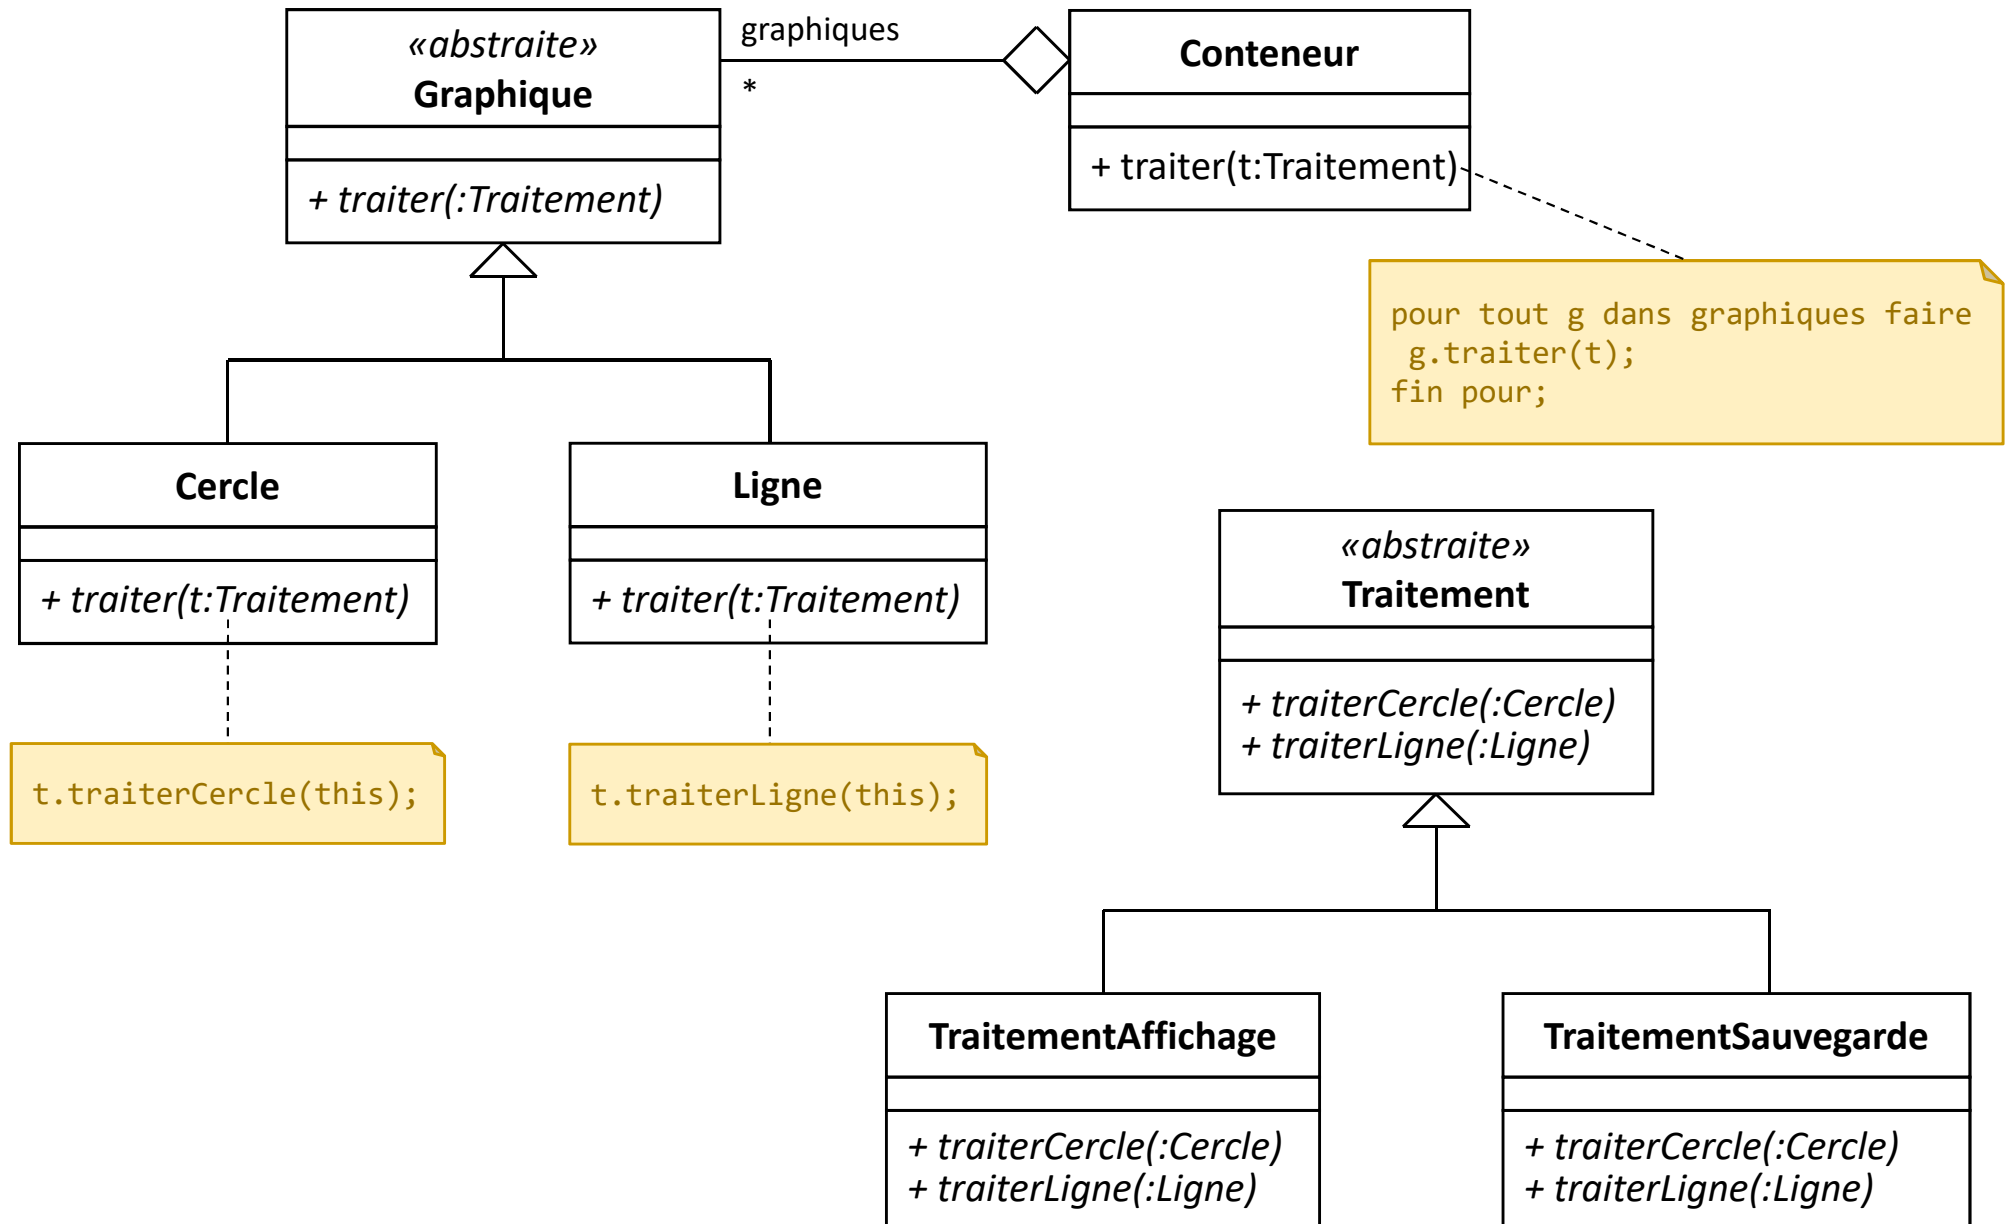 «abstraite»
Graphique
+ traiter(:Traitement)
graphiques
*
Conteneur
+ traiter(t:Traitement)
pour tout g dans graphiques faire
g.traiter(t);
fin pour;
Cercle
+ traiter(t:Traitement)
Ligne
+ traiter(t:Traitement)
t.traiterCercle(this);
t.traiterLigne(this);
«abstraite»
Traitement
+ traiterCercle(:Cercle)
+ traiterLigne(:Ligne)
TraitementAffichage
+ traiterCercle(:Cercle)
+ traiterLigne(:Ligne)
TraitementSauvegarde
+ traiterCercle(:Cercle)
+ traiterLigne(:Ligne)